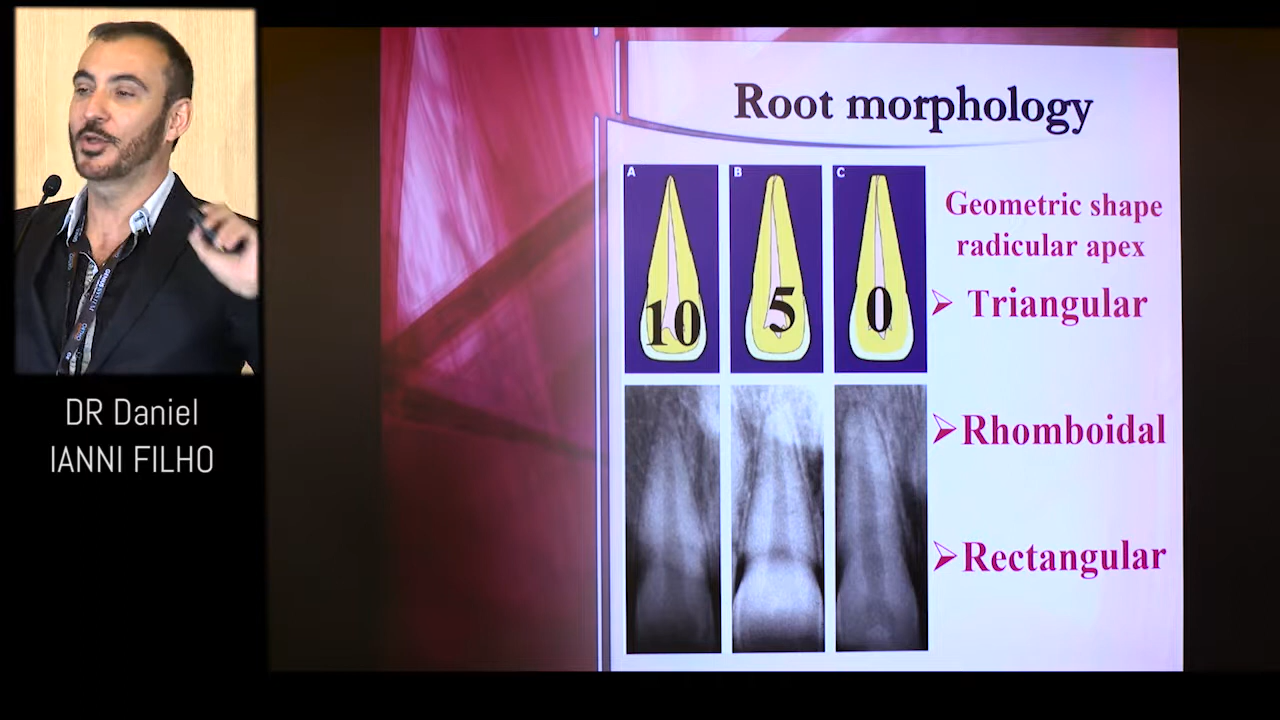 Root morphology
A
B
C
10
5
0
Geometric shape
radicular apex
Triangular
Rhomboidal
Rectangular
DR Daniel
IANNI FILHO